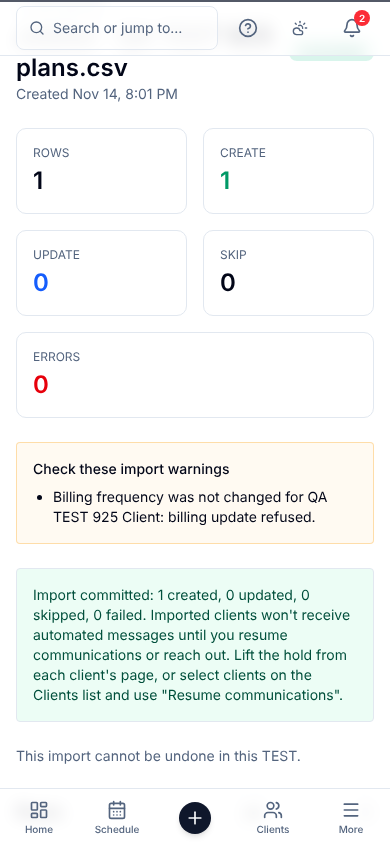 Search or jump to...
2
plans.csv
Created Nov 14, 8:01 PM
ROWS
1
CREATE
1
UPDATE
0
SKIP
0
ERRORS
0
Check these import warnings
• Billing frequency was not changed for QA
TEST 925 Client: billing update refused.
Import committed: 1 created, 0 updated, 0
skipped, 0 failed. Imported clients won't receive
automated messages until you resume
communications or reach out. Lift the hold from
each client's page, or select clients on the
Clients list and use "Resume communications".
This import cannot be undone in this TEST.
Home
Schedule
Clients
More